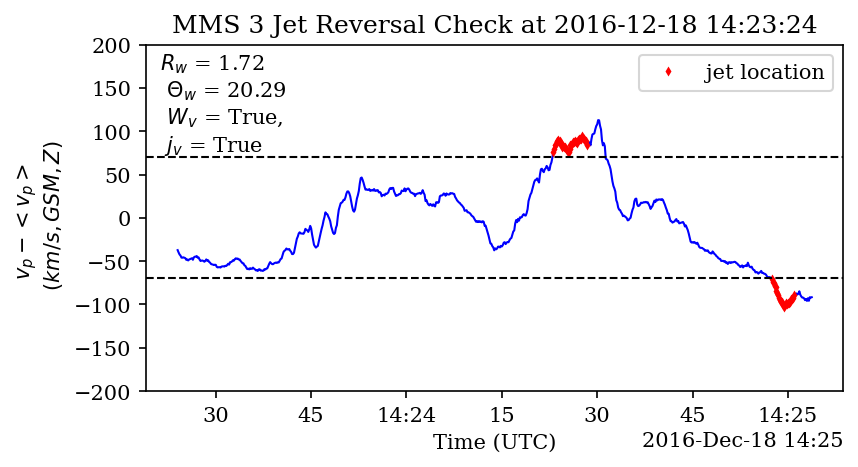 MMS 3 Jet Reversal Check at 2016-12-18 14:23:24
R_w = 1.72
Θ_w = 20.29
W_v = True,
j_v = True
jet location
v_p − < v_p >
(km/s, GSM, Z)
200
150
100
50
0
−50
−100
−150
−200
30 45 14:24 15 30 45 14:25
Time (UTC) 2016-Dec-18 14:25